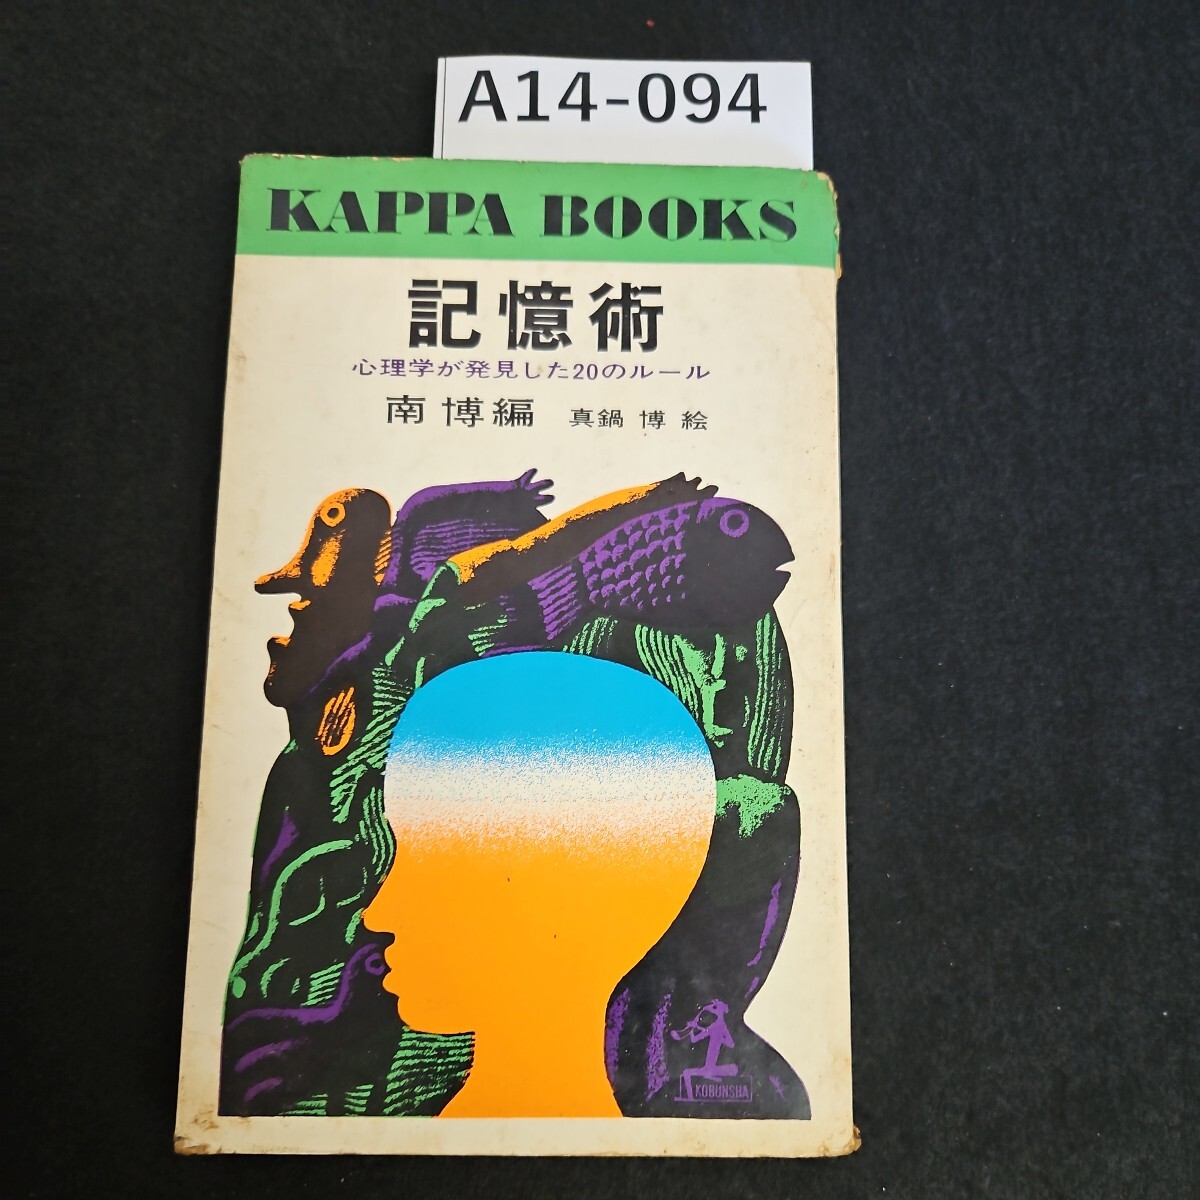 A14-094
KAPPA BOOKS
記憶術
心理学が発見した20のルール
南 博編 真鍋 博 絵
KOBUNSHA